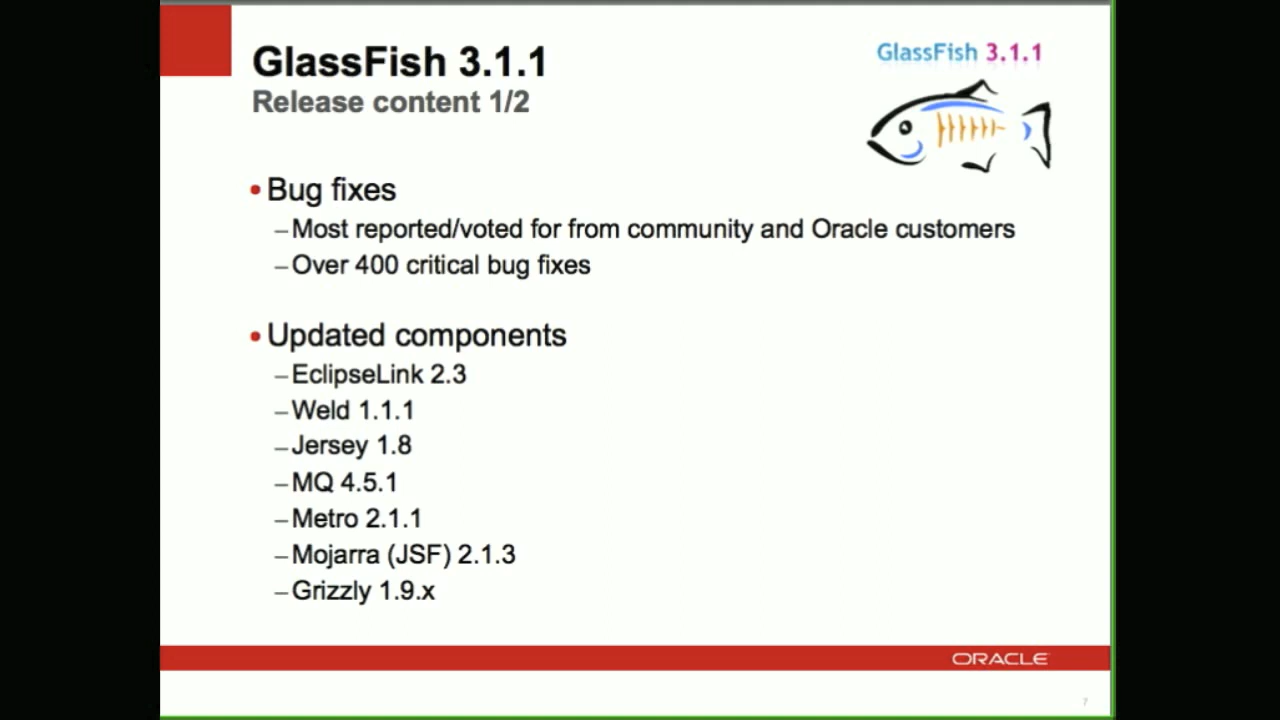 GlassFish 3.1.1
Release content 1/2
GlassFish 3.1.1
• Bug fixes
– Most reported/voted for from community and Oracle customers
– Over 400 critical bug fixes
• Updated components
– EclipseLink 2.3
– Weld 1.1.1
– Jersey 1.8
– MQ 4.5.1
– Metro 2.1.1
– Mojarra (JSF) 2.1.3
– Grizzly 1.9.x
ORACLE
7